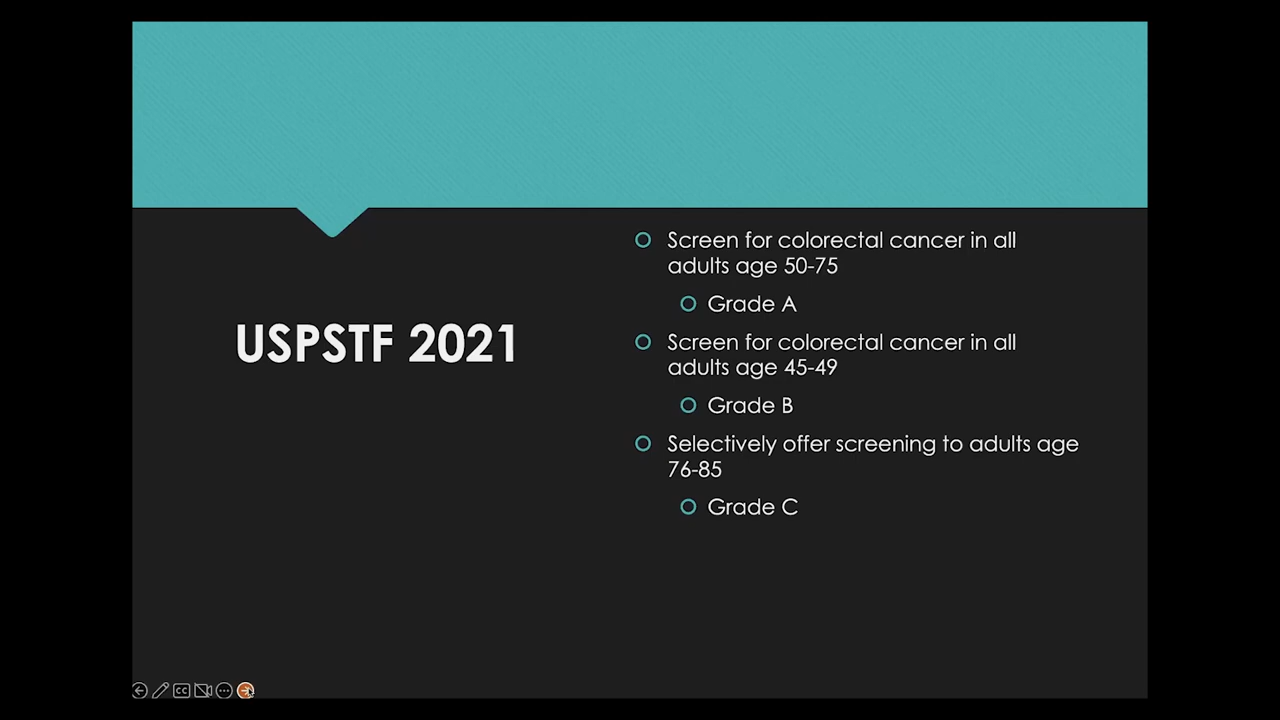 USPSTF 2021
Screen for colorectal cancer in all
adults age 50-75
Grade A
Screen for colorectal cancer in all
adults age 45-49
Grade B
Selectively offer screening to adults age
76-85
Grade C
CC